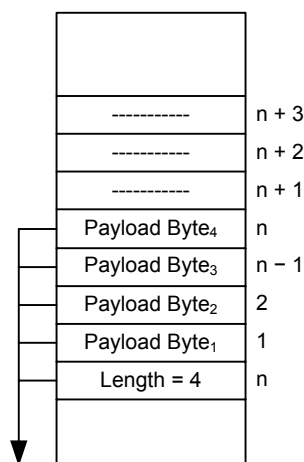 ----------- n + 3
----------- n + 2
----------- n + 1
Payload Byte₄ n
Payload Byte₃ n − 1
Payload Byte₂ 2
Payload Byte₁ 1
Length = 4 n